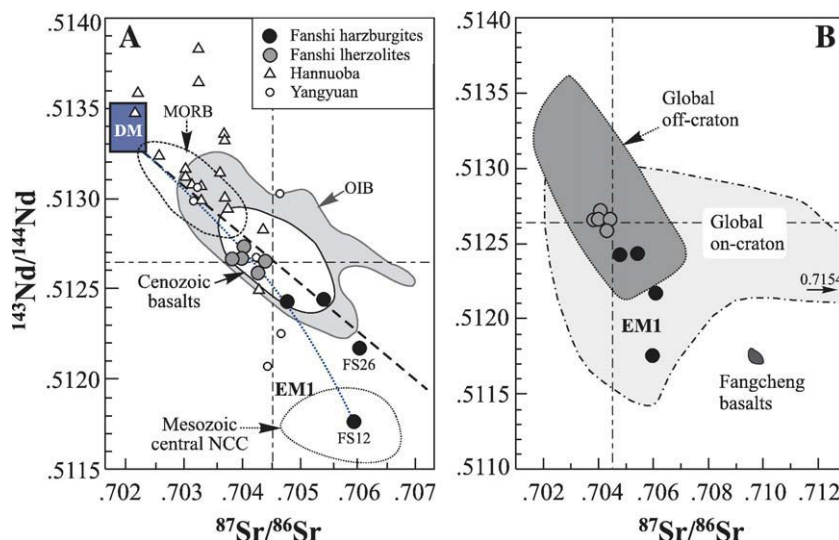 A
Fanshi harzburgites
Fanshi lherzolites
Hannuoba
Yangyuan
DM
MORB
OIB
Cenozoic
basalts
EM1
FS26
FS12
Mesozoic
central NCC
.5140
.5135
.5130
.5125
.5120
.5115
143Nd/144Nd
.702
.703
.704
.705
.706
.707
87Sr/86Sr
B
Global
off-craton
Global
on-craton
0.7154
EM1
Fangcheng
basalts
.5140
.5135
.5130
.5125
.5120
.5115
.5110
.702
.704
.706
.708
.710
.712
87Sr/86Sr